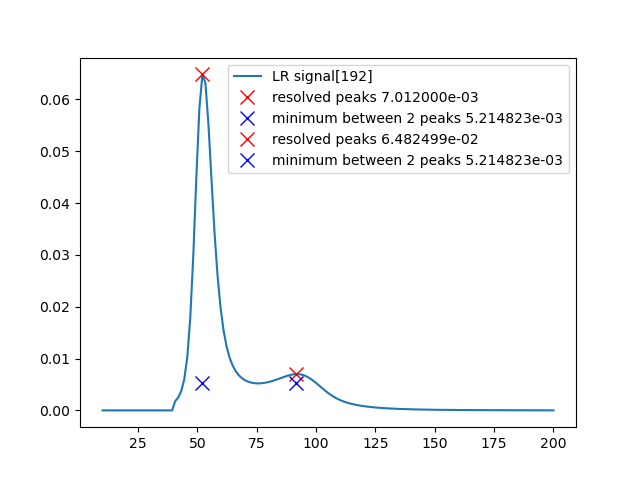 LR signal[192]
resolved peaks 7.012000e-03
minimum between 2 peaks 5.214823e-03
resolved peaks 6.482499e-02
minimum between 2 peaks 5.214823e-03
0.06
0.05
0.04
0.03
0.02
0.01
0.00
25 50 75 100 125 150 175 200